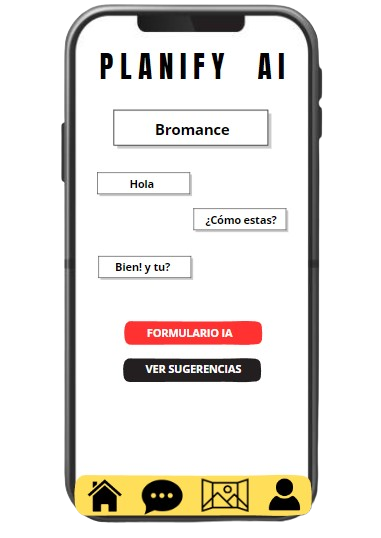 PLANIFY AI
Bromance
Hola
¿Cómo estas?
Bien! y tu?
FORMULARIO IA
VER SUGERENCIAS